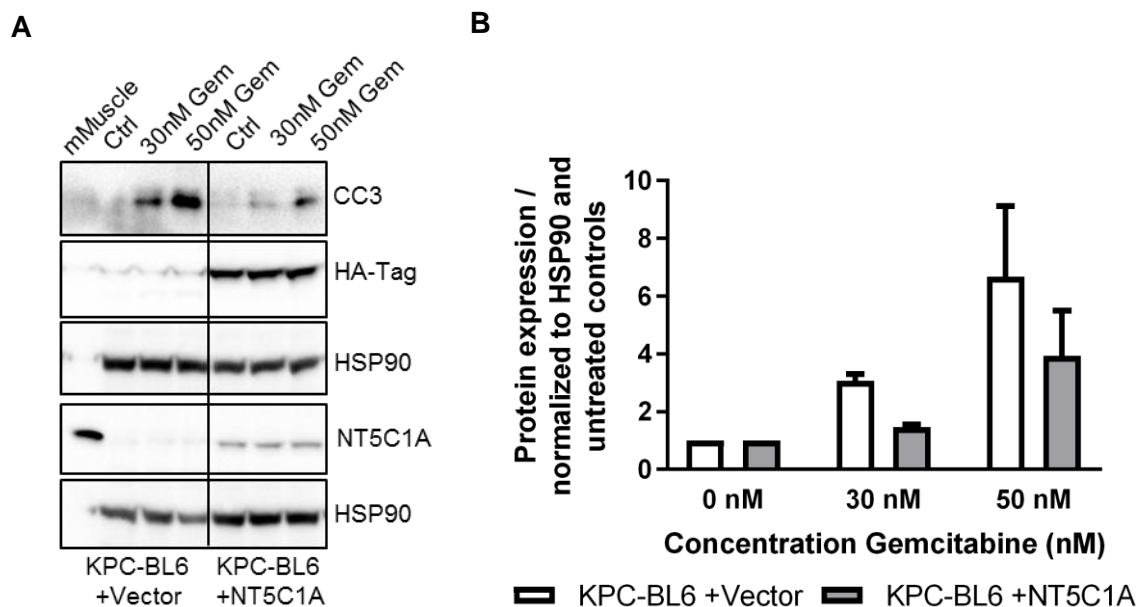 A
mMuscle
Ctrl
30nM Gem
50nM Gem
Ctrl
30nM Gem
50nM Gem
CC3
HA-Tag
HSP90
NT5C1A
HSP90
KPC-BL6
+Vector
KPC-BL6
+NT5C1A
B
Protein expression /
normalized to HSP90 and
untreated controls
10
8
6
4
2
0
0 nM
30 nM
50 nM
Concentration Gemcitabine (nM)
KPC-BL6 +Vector
KPC-BL6 +NT5C1A